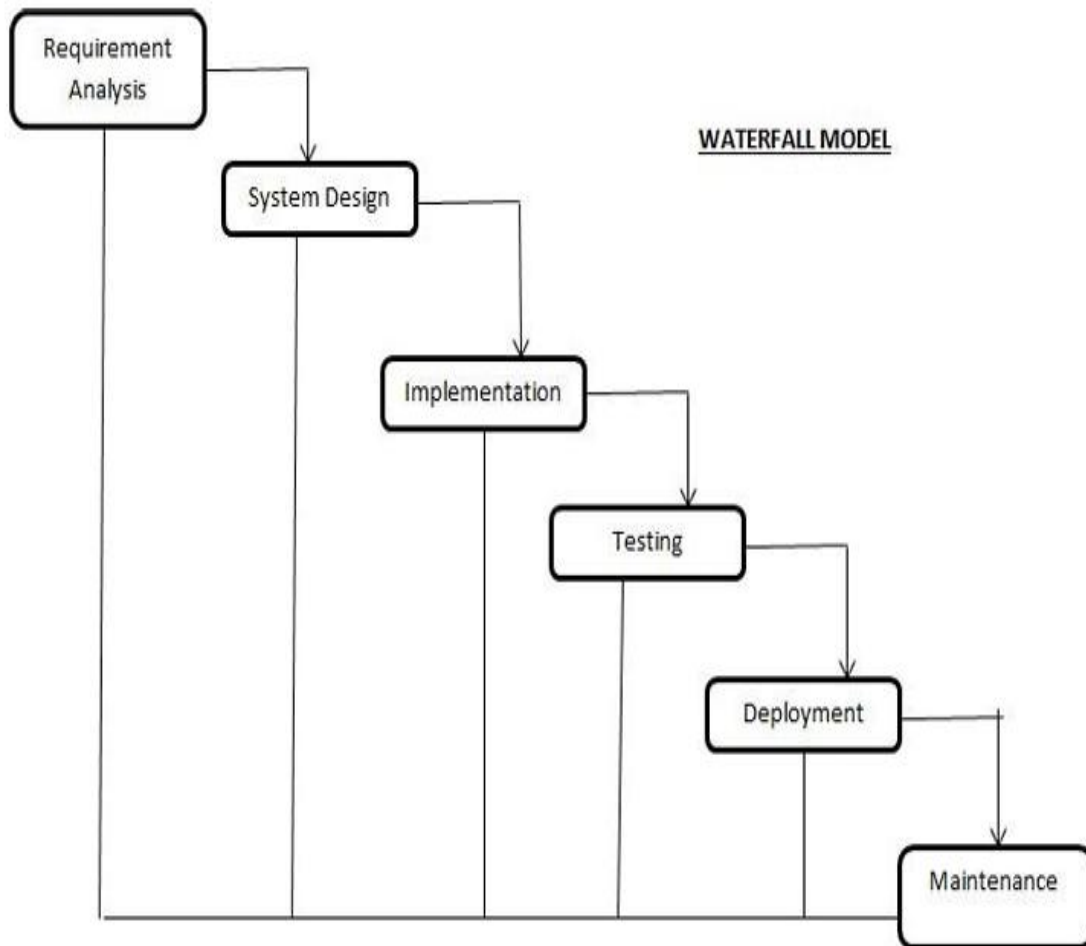 Requirement
Analysis
WATERFALL MODEL
System Design
Implementation
Testing
Deployment
Maintenance